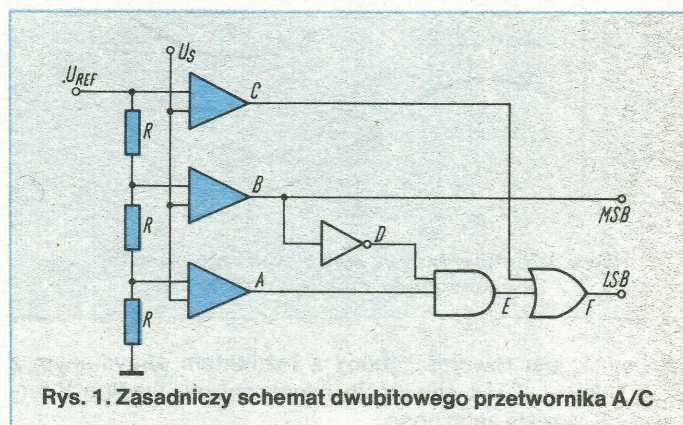 U_S
.U_REF
C
R
B
MSB
R
D
A
LSB
E
F
R
Rys. 1. Zasadniczy schemat dwubitowego przetwornika A/C